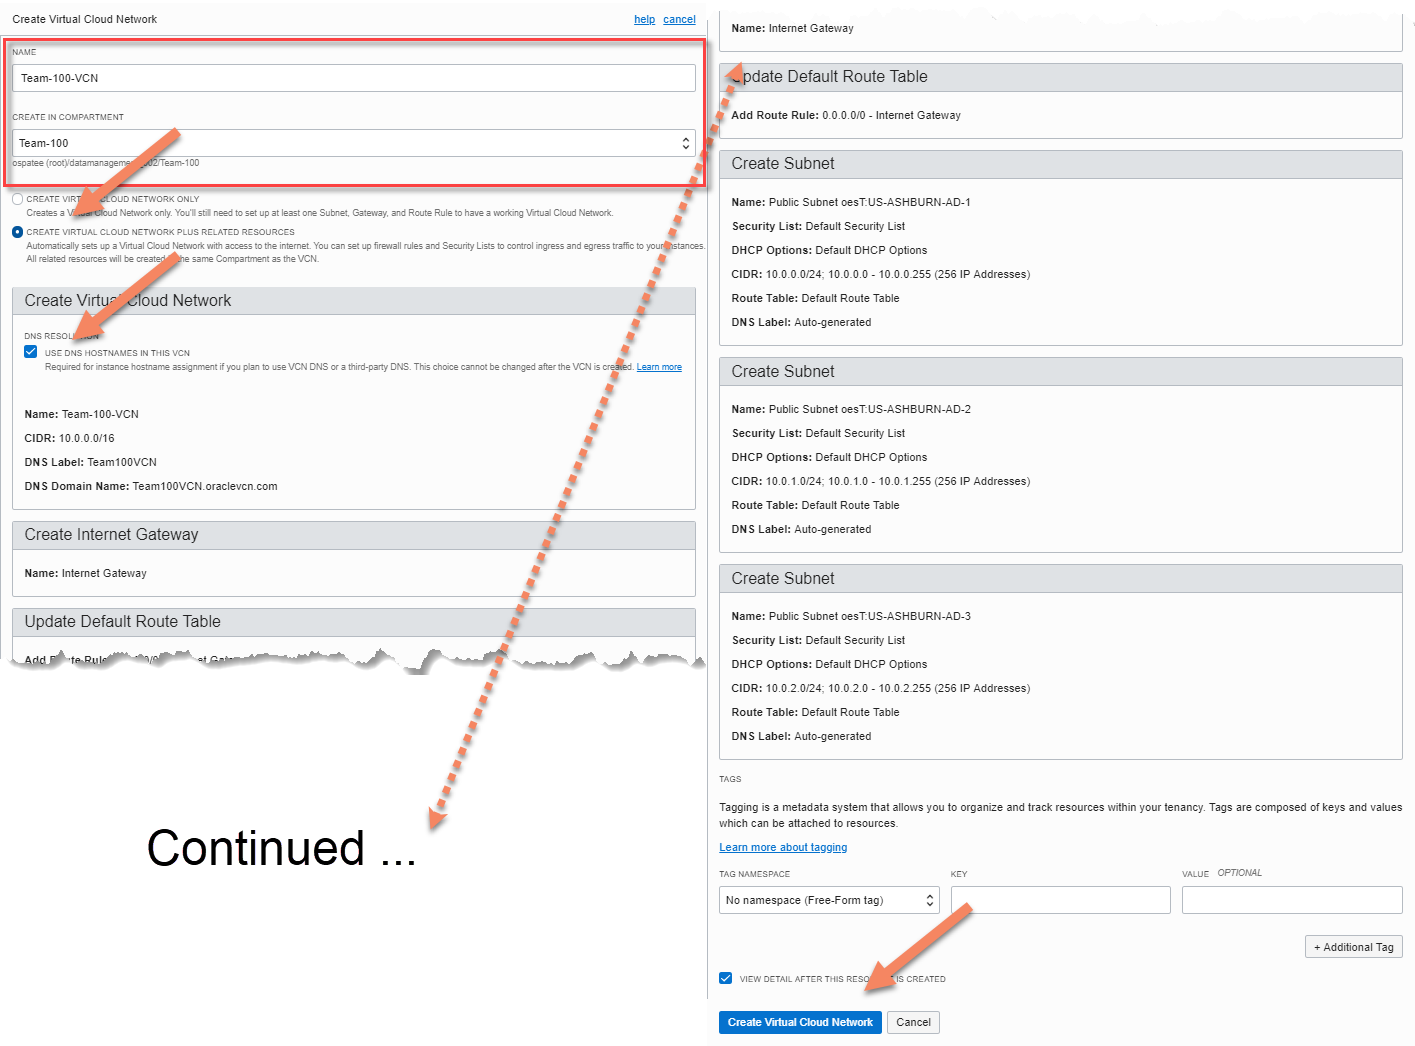 Create Virtual Cloud Network
help cancel
NAME
Team-100-VCN
CREATE IN COMPARTMENT
Team-100
ospatee (root)/datamanagement 02/Team-100
CREATE VIRTUAL CLOUD NETWORK ONLY
Creates a Virtual Cloud Network only. You'll still need to set up at least one Subnet, Gateway, and Route Rule to have a working Virtual Cloud Network.
CREATE VIRTUAL CLOUD NETWORK PLUS RELATED RESOURCES
Automatically sets up a Virtual Cloud Network with access to the internet. You can set up firewall rules and Security Lists to control ingress and egress traffic to your instances.
All related resources will be created in the same Compartment as the VCN.
Create Virtual Cloud Network
DNS RESOLUTION
USE DNS HOSTNAMES IN THIS VCN
Required for instance hostname assignment if you plan to use VCN DNS or a third-party DNS. This choice cannot be changed after the VCN is created. Learn more
Name: Team-100-VCN
CIDR: 10.0.0.0/16
DNS Label: Team100VCN
DNS Domain Name: Team100VCN.oraclevcn.com
Create Internet Gateway
Name: Internet Gateway
Update Default Route Table
Add Route Rule
Continued ...
Name: Internet Gateway
Update Default Route Table
Add Route Rule: 0.0.0.0/0 - Internet Gateway
Create Subnet
Name: Public Subnet oesT:US-ASHBURN-AD-1
Security List: Default Security List
DHCP Options: Default DHCP Options
CIDR: 10.0.0.0/24; 10.0.0.0 - 10.0.0.255 (256 IP Addresses)
Route Table: Default Route Table
DNS Label: Auto-generated
Create Subnet
Name: Public Subnet oesT:US-ASHBURN-AD-2
Security List: Default Security List
DHCP Options: Default DHCP Options
CIDR: 10.0.1.0/24; 10.0.1.0 - 10.0.1.255 (256 IP Addresses)
Route Table: Default Route Table
DNS Label: Auto-generated
Create Subnet
Name: Public Subnet oesT:US-ASHBURN-AD-3
Security List: Default Security List
DHCP Options: Default DHCP Options
CIDR: 10.0.2.0/24; 10.0.2.0 - 10.0.2.255 (256 IP Addresses)
Route Table: Default Route Table
DNS Label: Auto-generated
TAGS
Tagging is a metadata system that allows you to organize and track resources within your tenancy. Tags are composed of keys and values
which can be attached to resources.
Learn more about tagging
TAG NAMESPACE KEY VALUE OPTIONAL
No namespace (Free-Form tag)
+ Additional Tag
VIEW DETAIL AFTER THIS RESOURCE IS CREATED
Create Virtual Cloud Network Cancel